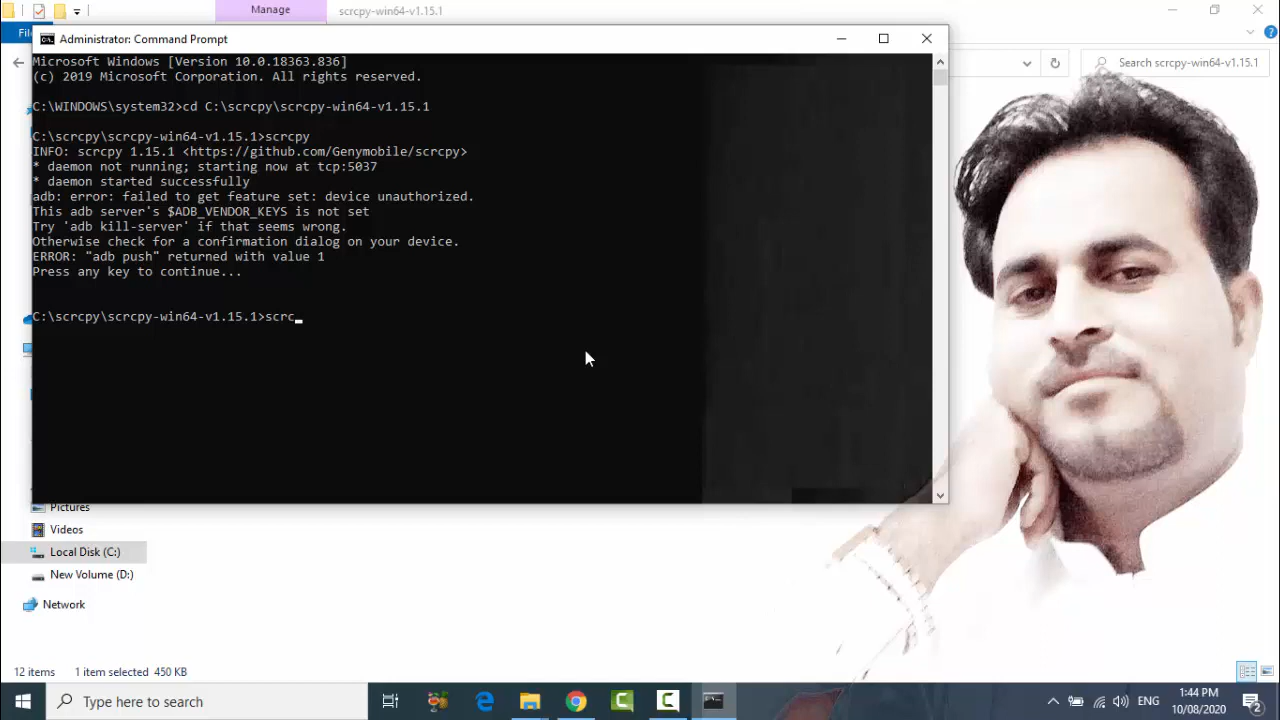 Manage
scrcpy-win64-v1.15.1
Fil
Administrator: Command Prompt
Search scrcpy-win64-v1.15.1
Microsoft Windows [Version 10.0.18363.836]
(c) 2019 Microsoft Corporation. All rights reserved.
C:\WINDOWS\system32>cd C:\scrcpy\scrcpy-win64-v1.15.1
C:\scrcpy\scrcpy-win64-v1.15.1>scrcpy
INFO: scrcpy 1.15.1 <https://github.com/Genymobile/scrcpy>
* daemon not running; starting now at tcp:5037
* daemon started successfully
adb: error: failed to get feature set: device unauthorized.
This adb server's $ADB_VENDOR_KEYS is not set
Try 'adb kill-server' if that seems wrong.
Otherwise check for a confirmation dialog on your device.
ERROR: "adb push" returned with value 1
Press any key to continue...
C:\scrcpy\scrcpy-win64-v1.15.1>scrc_
Pictures
Videos
Local Disk (C:)
New Volume (D:)
Network
12 items 1 item selected 450 KB
Type here to search
ENG
1:44 PM
10/08/2020
2